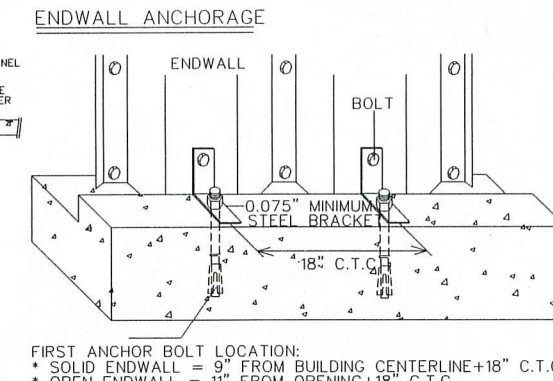 ENDWALL ANCHORAGE
ENDWALL
BOLT
0.075" MINIMUM
STEEL BRACKET
18" C.T.C
FIRST ANCHOR BOLT LOCATION:
* SOLID ENDWALL = 9" FROM BUILDING CENTERLINE+18" C.T.C
* OPEN ENDWALL = 11" FROM OPENING+18" C.T.C